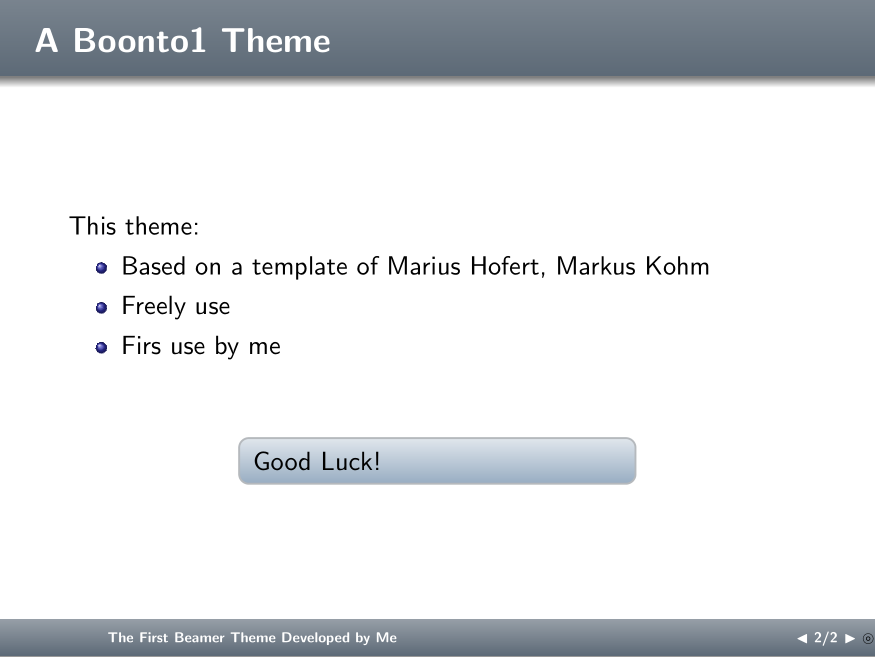 A Boonto1 Theme
This theme:
Based on a template of Marius Hofert, Markus Kohm
Freely use
Firs use by me
Good Luck!
The First Beamer Theme Developed by Me
2/2